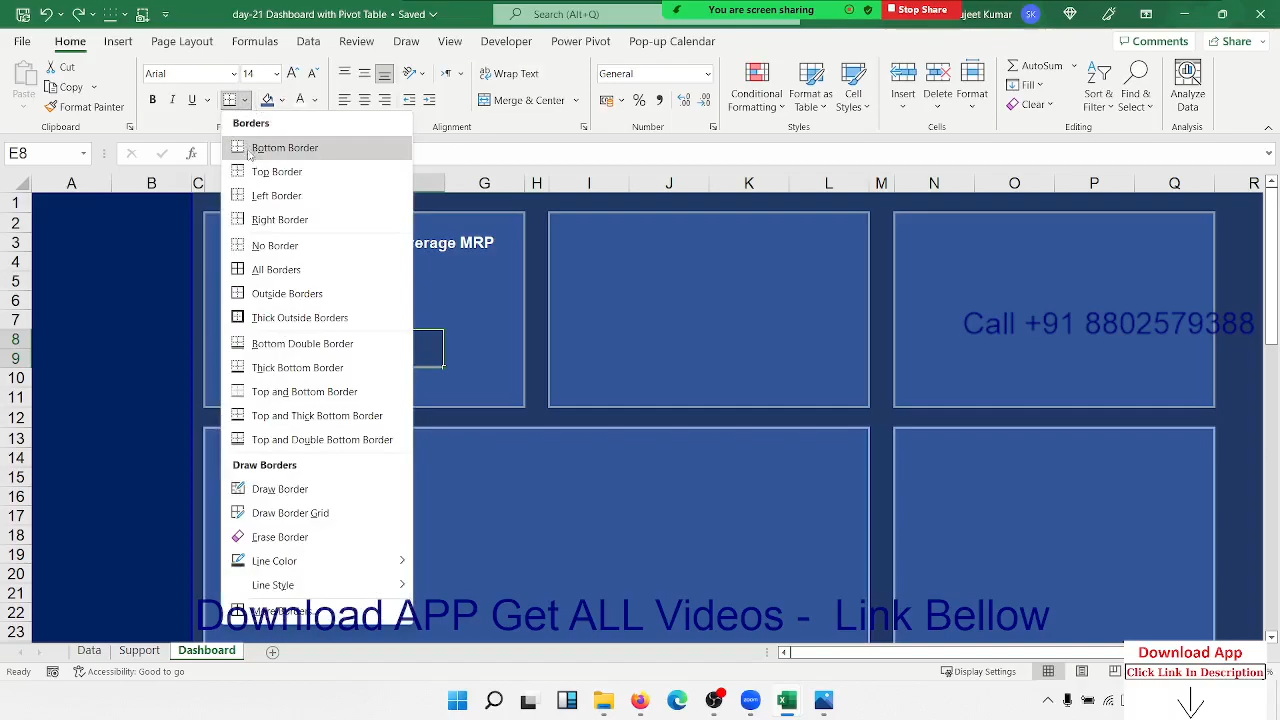 day-21 Dashboard Pivot Table • Saved
Search (Alt+Q)
You are screen sharing
Stop Share
jeet Kumar
SK
File Home Insert Page Layout Formulas Data Review View Automate Developer Power Pivot Pop-up Calendar
Comments
Share
Paste
Cut
Copy
Format Painter
Clipboard
Arial
14
B I U
Wrap Text
Merge & Center
Alignment
General
Number
Conditional Formatting
Format as Table
Cell Styles
Styles
Insert
Delete
Format
Cells
AutoSum
Fill
Clear
Sort & Filter
Find & Select
Editing
Analyze Data
Analysis
E8
fx
Borders
Bottom Border
Top Border
Left Border
Right Border
No Border
All Borders
Outside Borders
Thick Outside Borders
Bottom Double Border
Thick Bottom Border
Top and Bottom Border
Top and Thick Bottom Border
Top and Double Bottom Border
Draw Borders
Draw Border
Draw Border Grid
Erase Border
Line Color
Line Style
More Borders...
A B C G H I J K L M N O P Q R
1
2
3
4
5
6
7
8
9
10
11
12
13
14
15
16
17
18
19
20
21
22
23
erage MRP
Call +91 8802579388
Download APP Get ALL Videos - Link Bellow
Data Support Dashboard
Ready
Accessibility: Good to go
Display Settings
Download App
Click Link In Description
zoom